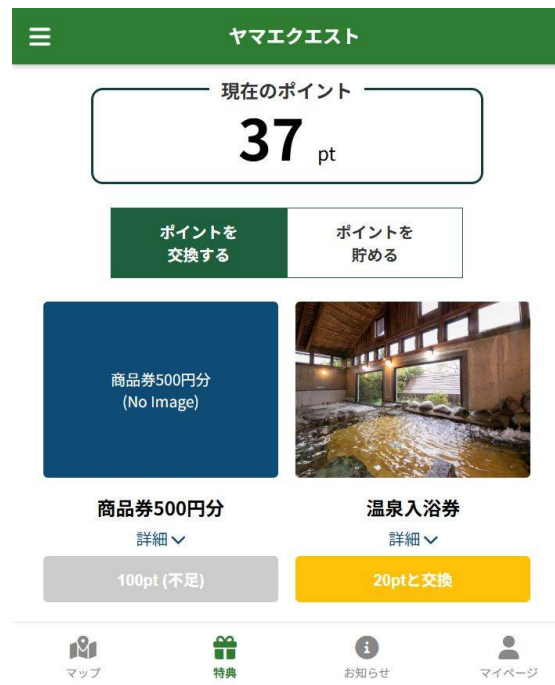 ヤマエクエスト
現在のポイント
37 pt
ポイントを
交換する
ポイントを
貯める
商品券500円分
(No Image)
商品券500円分
詳細
100pt (不足)
温泉入浴券
詳細
20ptと交換
マップ
特典
お知らせ
マイページ